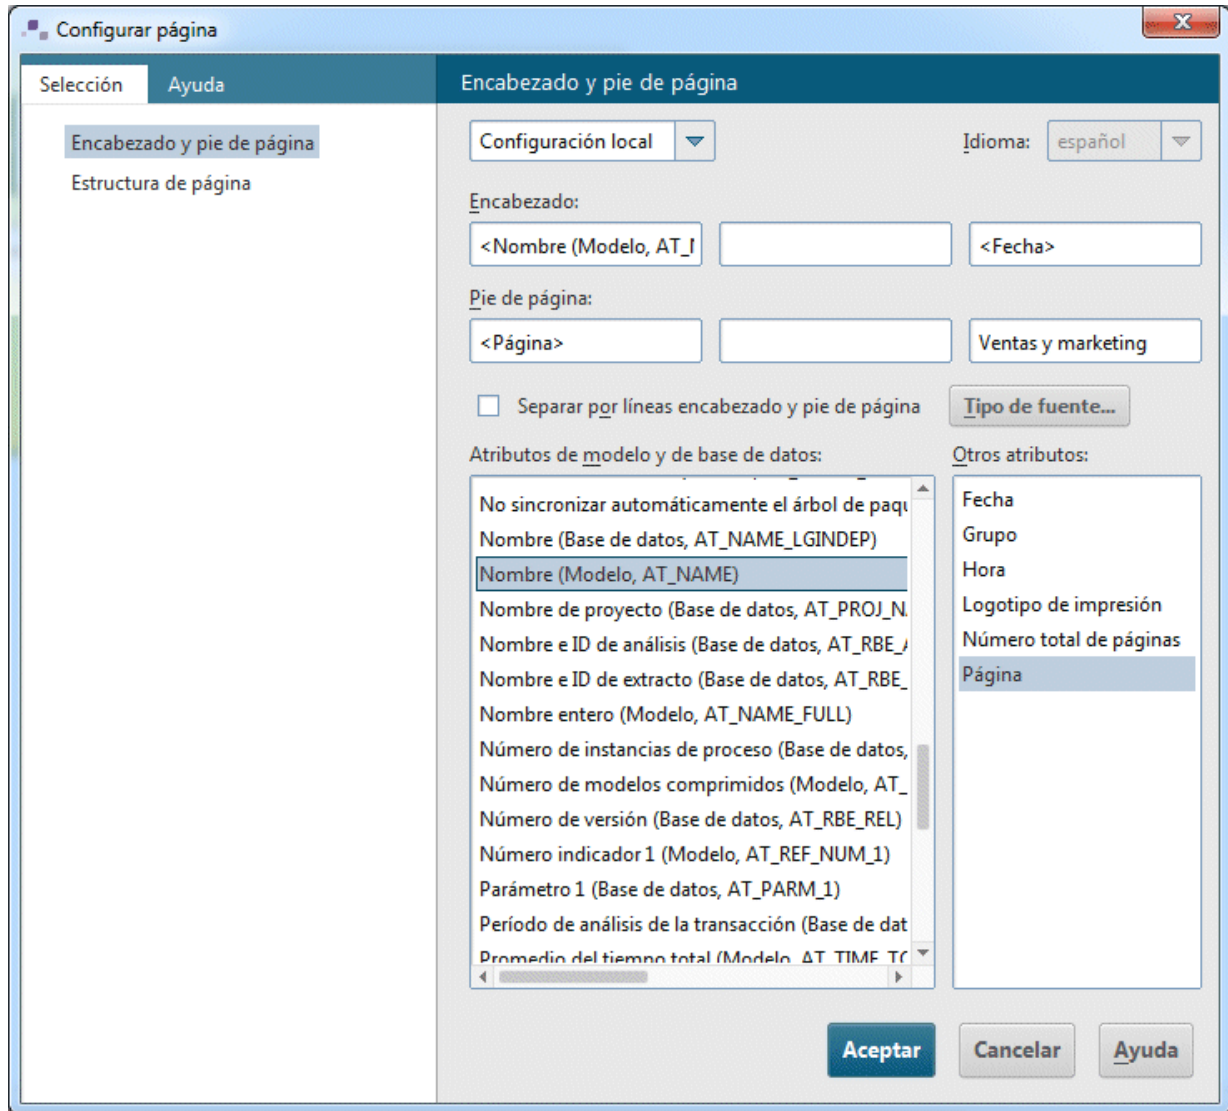 Configurar página
Selección
Ayuda
Encabezado y pie de página
Estructura de página
Encabezado y pie de página
Configuración local
Idioma:
español
Encabezado:
<Nombre (Modelo, AT_N
<Fecha>
Pie de página:
<Página>
Ventas y marketing
Separar por líneas encabezado y pie de página
Tipo de fuente...
Atributos de modelo y de base de datos:
No sincronizar automáticamente el árbol de paqu
Nombre (Base de datos, AT_NAME_LGINDEP)
Nombre (Modelo, AT_NAME)
Nombre de proyecto (Base de datos, AT_PROJ_N.
Nombre e ID de análisis (Base de datos, AT_RBE_
Nombre e ID de extracto (Base de datos, AT_RBE_
Nombre entero (Modelo, AT_NAME_FULL)
Número de instancias de proceso (Base de datos,
Número de modelos comprimidos (Modelo, AT_
Número de versión (Base de datos, AT_RBE_REL)
Número indicador 1 (Modelo, AT_REF_NUM_1)
Parámetro 1 (Base de datos, AT_PARM_1)
Período de análisis de la transacción (Base de dat
Promedio del tiempo total (Modelo, AT_TIME_TO
Otros atributos:
Fecha
Grupo
Hora
Logotipo de impresión
Número total de páginas
Página
Aceptar
Cancelar
Ayuda